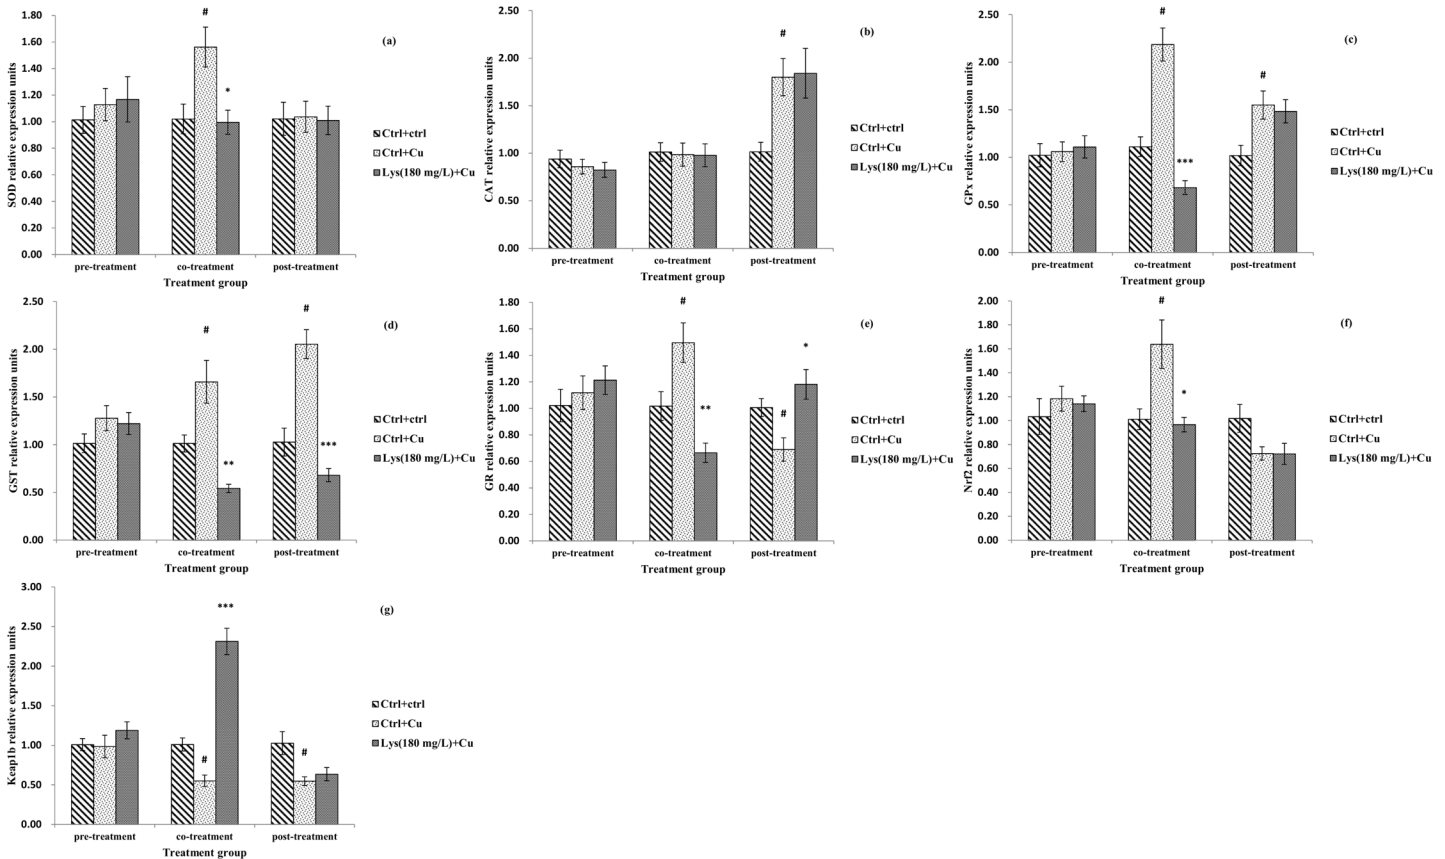 SOD relative expression units
1.80
1.60
1.40
1.20
1.00
0.80
0.60
0.40
0.20
0.00
#
*
(a)
Ctrl+ctrl
Ctrl+Cu
Lys(180 mg/L)+Cu
pre-treatment co-treatment post-treatment
Treatment group
CAT relative expression units
2.50
2.00
1.50
1.00
0.50
0.00
#
(b)
Ctrl+ctrl
Ctrl+Cu
Lys(180 mg/L)+Cu
pre-treatment co-treatment post-treatment
Treatment group
GPx relative expression units
2.50
2.00
1.50
1.00
0.50
0.00
#
***
#
(c)
Ctrl+ctrl
Ctrl+Cu
Lys(180 mg/L)+Cu
pre-treatment co-treatment post-treatment
Treatment group
GST relative expression units
2.50
2.00
1.50
1.00
0.50
0.00
#
**
#
***
(d)
Ctrl+ctrl
Ctrl+Cu
Lys(180 mg/L)+Cu
pre-treatment co-treatment post-treatment
Treatment group
GR relative expression units
1.80
1.60
1.40
1.20
1.00
0.80
0.60
0.40
0.20
0.00
#
**
#
*
(e)
Ctrl+ctrl
Ctrl+Cu
Lys(180 mg/L)+Cu
pre-treatment co-treatment post-treatment
Treatment group
Nrf2 relative expression units
2.00
1.80
1.60
1.40
1.20
1.00
0.80
0.60
0.40
0.20
0.00
#
*
(f)
Ctrl+ctrl
Ctrl+Cu
Lys(180 mg/L)+Cu
pre-treatment co-treatment post-treatment
Treatment group
Keap1b relative expression units
3.00
2.50
2.00
1.50
1.00
0.50
0.00
#
***
#
(g)
Ctrl+ctrl
Ctrl+Cu
Lys(180 mg/L)+Cu
pre-treatment co-treatment post-treatment
Treatment group